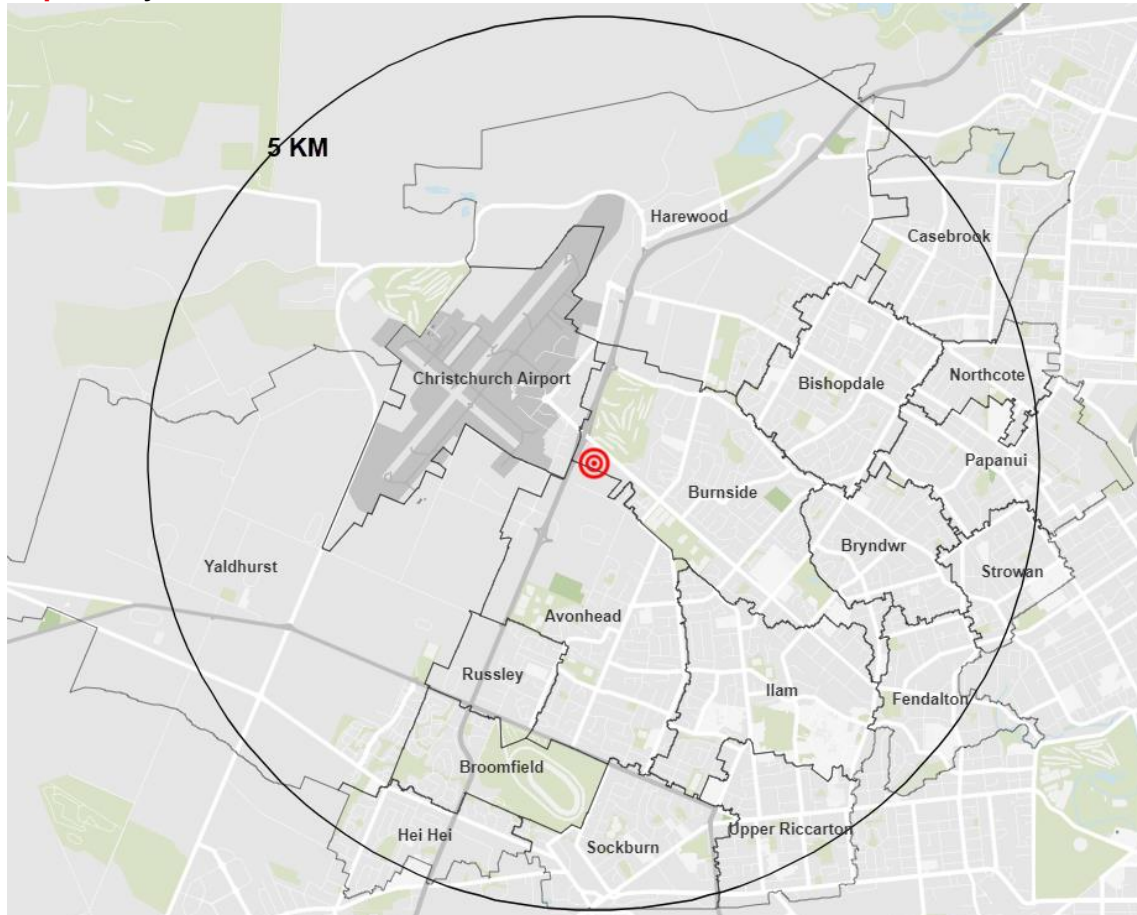 5 KM
Harewood
Casebrook
Christchurch Airport
Bishopdale
Northcote
Papanui
Burnside
Bryndwr
Strowan
Yaldhurst
Avonhead
Russley
Ilam
Fendalton
Broomfield
Hei Hei
Upper Riccarton
Sockburn